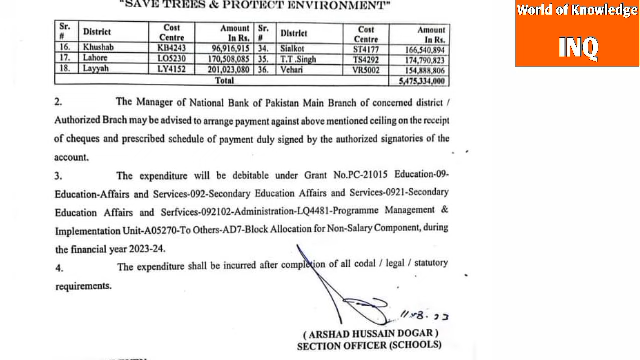 "SAVE TREES & PROTECT ENVIRONMENT"
World of Knowledge
INQ
Sr. # District Cost Centre Amount In Rs. Sr. # District Cost Centre Amount In Rs.
16. Khushab KB4243 96,916,915 34. Sialkot ST4177 166,540,894
17. Lahore LO5230 170,508,085 35. T.T .Singh TS4292 174,790,823
18. Layyah LY4152 201,023,080 36. Vehari VR5002 154,888,806
Total 5,475,334,000
2. The Manager of National Bank of Pakistan Main Branch of concerned district /
Authorized Brach may be advised to arrange payment against above mentioned ceiling on the receipt
of cheques and prescribed schedule of payment duly signed by the authorized signatories of the
account.
3. The expenditure will be debitable under Grant No.PC-21015 Education-09-
Education-Affairs and Services-092-Secondary Education Affairs and Services-0921-Secondary
Education Affairs and Serfvices-092102-Administration-LQ4481-Programme Management &
Implementation Unit-A05270-To Others-AD7-Block Allocation for Non-Salary Component, during
the financial year 2023-24.
4. The expenditure shall be incurred after completion of all codal / legal / statutory
requirements.
( ARSHAD HUSSAIN DOGAR )
SECTION OFFICER (SCHOOLS)